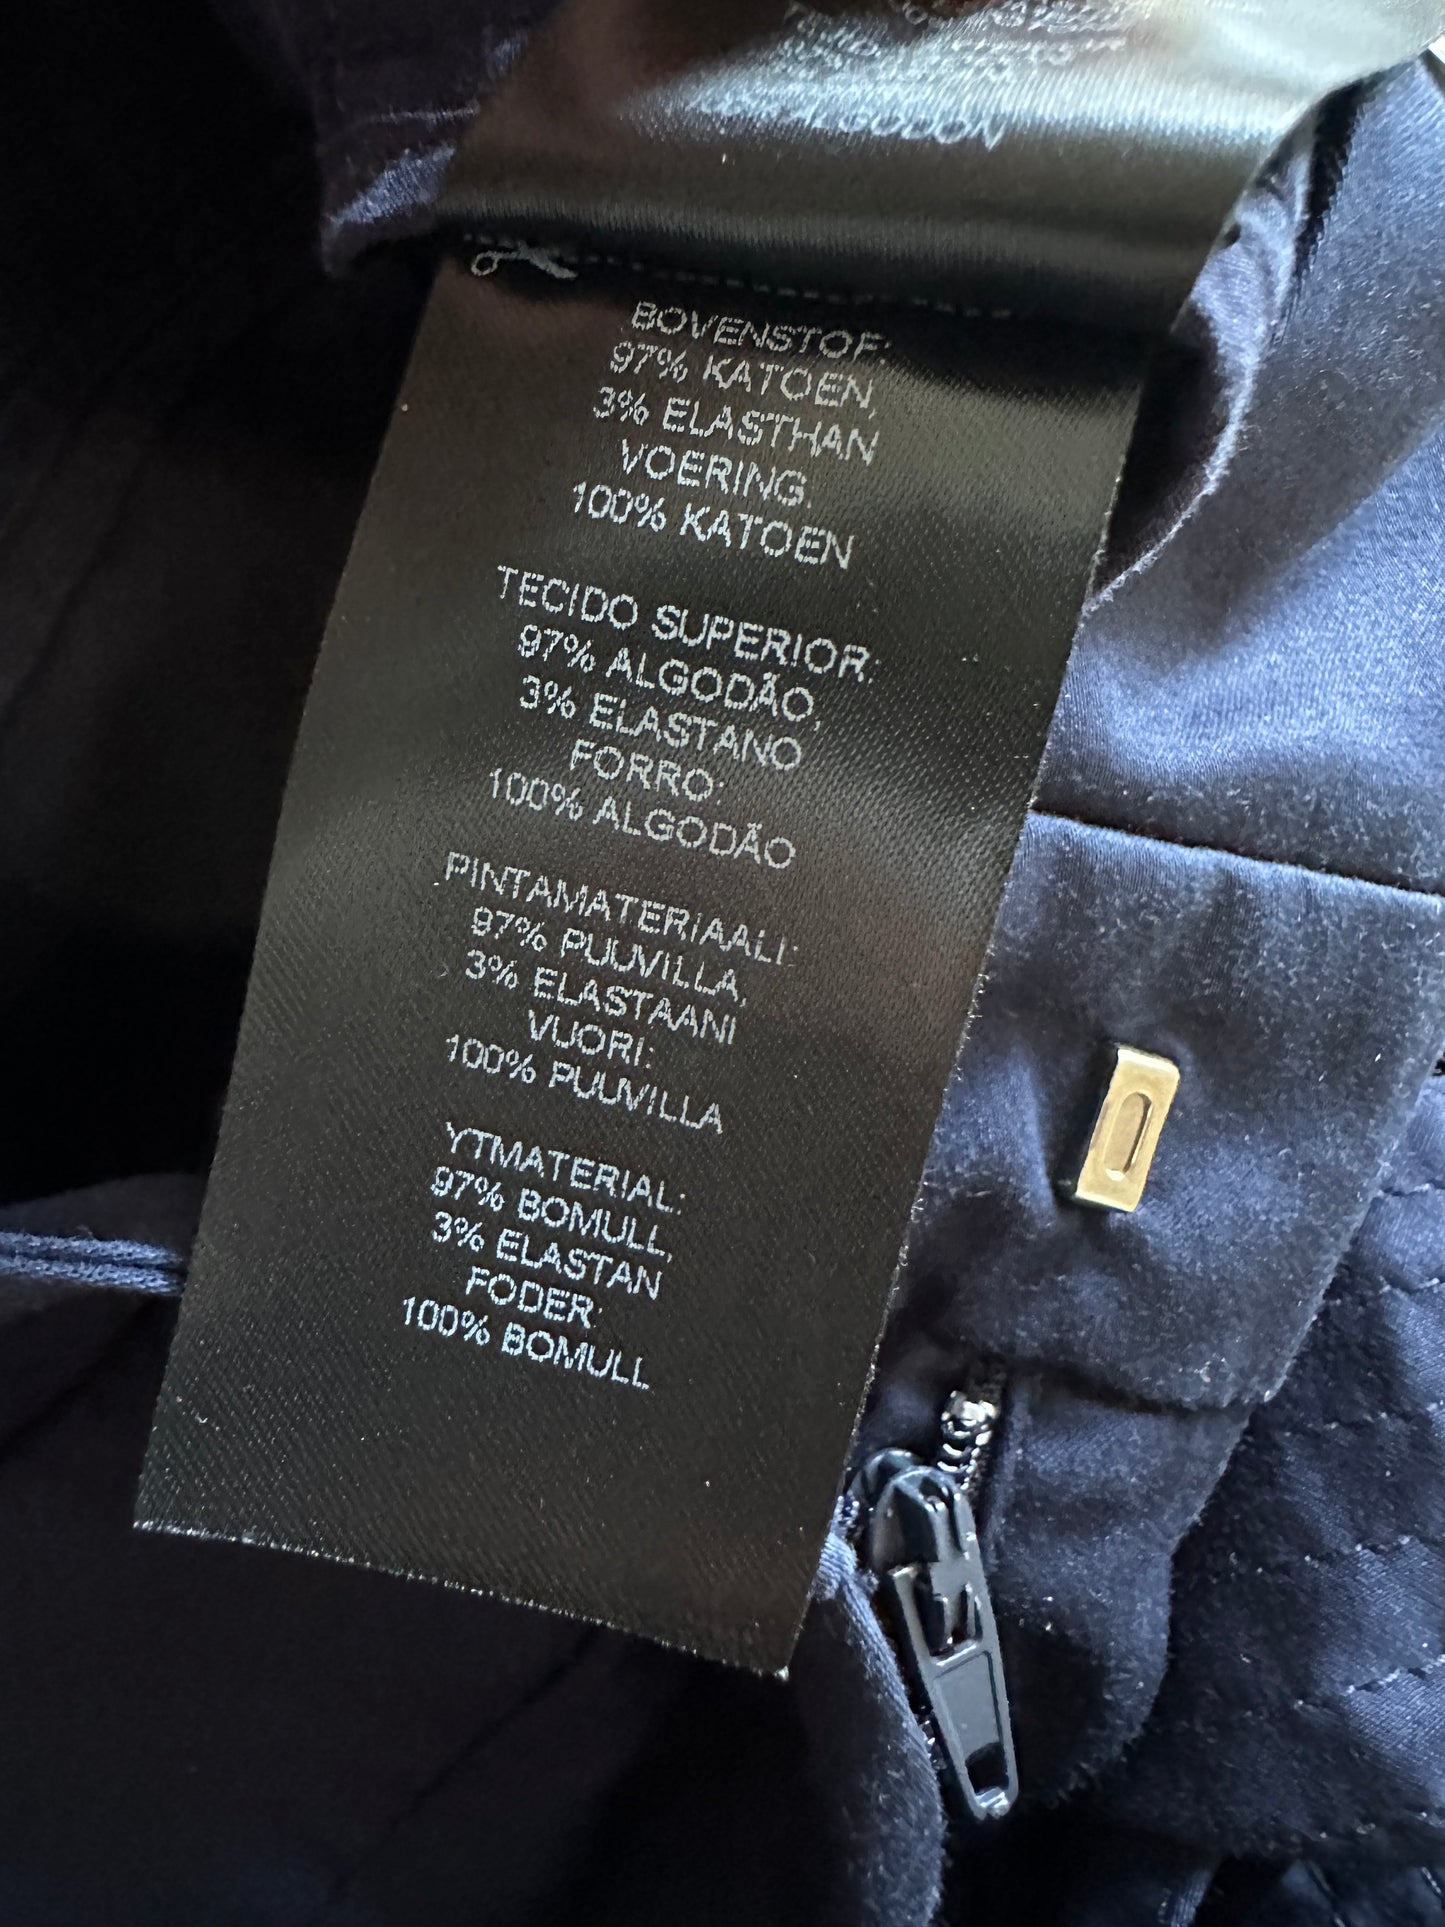 BOVENSTOF:
97% KATOEN,
3% ELASTHAN
VOERING:
100% KATOEN
TECIDO SUPERIOR:
97% ALGODÃO,
3% ELASTANO
FORRO:
100% ALGODÃO
PINTAMATERIAALI:
97% PUUVILLA,
3% ELASTAANI
VUORI:
100% PUUVILLA
YTMATERIAL:
97% BOMULL,
3% ELASTAN
FODER:
100% BOMULL